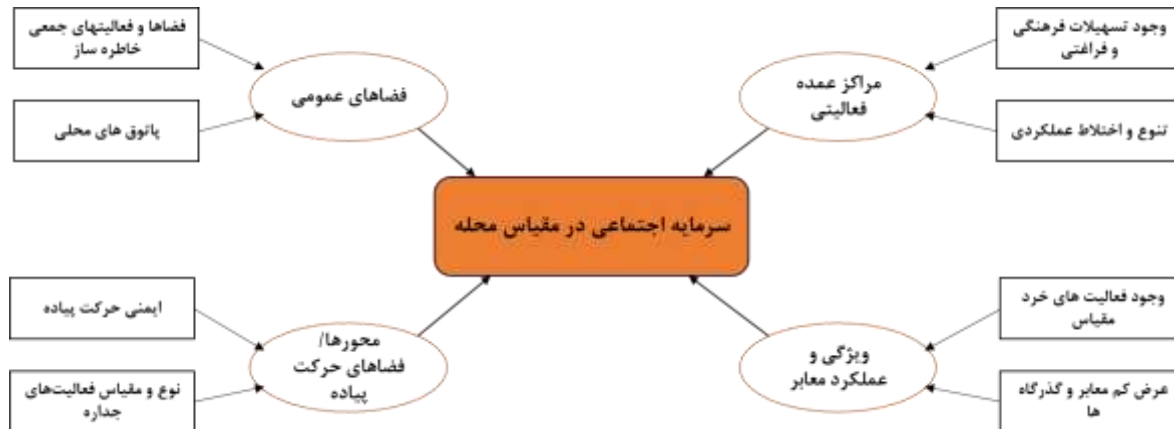 وجود تسهیلات فرهنگی
و فراغتی
تنوع و اختلاط عملکردی
مراکز عمده
فعالیتی
فضاهای عمومی
فضاها و فعالیتهای جمعی
خاطره ساز
پاتوق های محلی
سرمایه اجتماعی در مقیاس محله
وجود فعالیت های خرد
مقیاس
عرض کم معابر و گذرگاه
ها
ویژگی و
عملکرد معابر
محورها/
فضاهای حرکت
پیاده
ایمنی حرکت پیاده
نوع و مقیاس فعالیت‌های
جداره